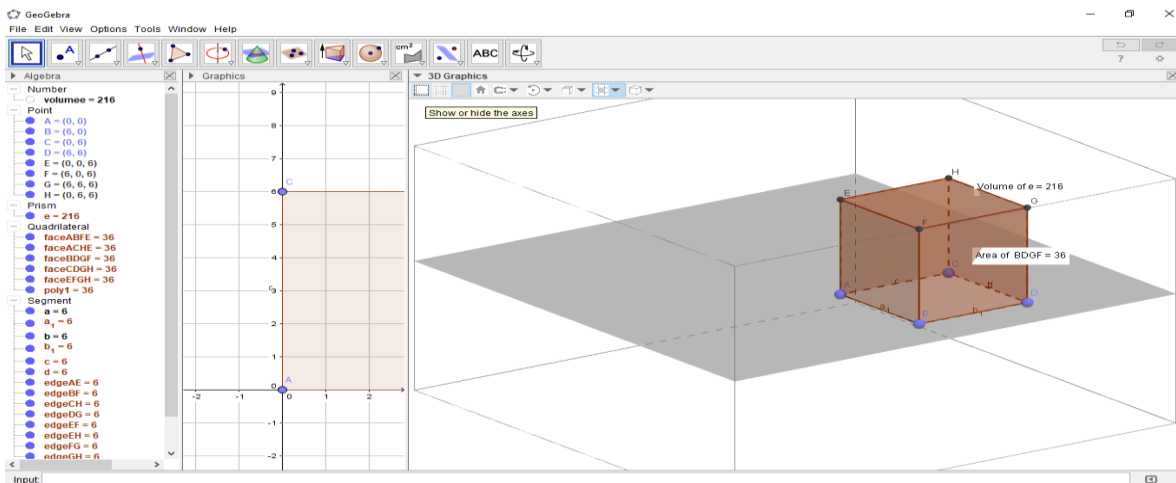 GeoGebra
File Edit View Options Tools Window Help
cm²
ABC
?
Algebra
Number
volumee = 216
Point
A = (0, 0)
B = (6, 0)
C = (0, 6)
D = (6, 6)
E = (0, 0, 6)
F = (6, 0, 6)
G = (6, 6, 6)
H = (0, 6, 6)
Prism
e = 216
Quadrilateral
faceABFE = 36
faceACHE = 36
faceBDGF = 36
faceCDGH = 36
faceEFGH = 36
poly1 = 36
Segment
a = 6
a₁ = 6
b = 6
b₁ = 6
c = 6
d = 6
edgeAE = 6
edgeBF = 6
edgeCH = 6
edgeDG = 6
edgeEF = 6
edgeEH = 6
edgeFG = 6
edgeGH = 6
Graphics
9
8
7
6
C
5
4
3
2
1
0
A
-2
-1
0
1
2
-1
-2
3D Graphics
Show or hide the axes
H
E
Volume of e = 216
G
F
Area of BDGF = 36
C
A
c
D
a₁
b₁
B
Input: